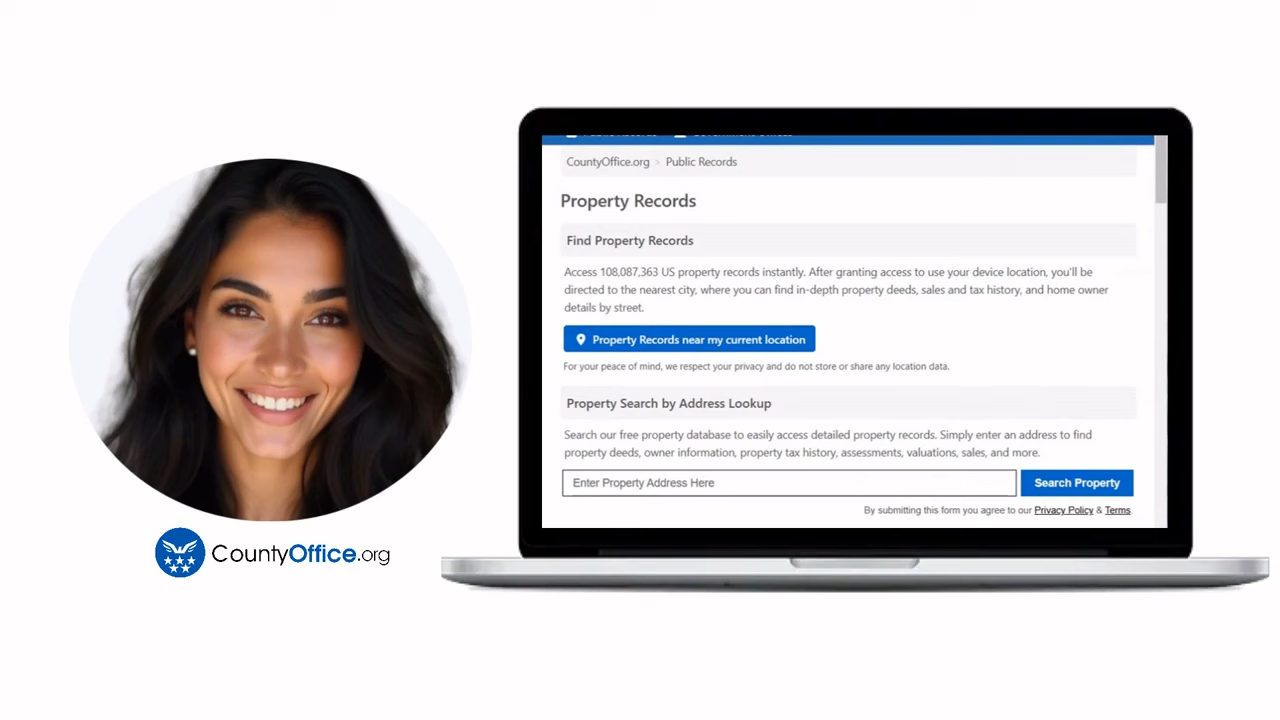 CountyOffice.org > Public Records
Property Records
Find Property Records
Access 108,087,363 US property records instantly. After granting access to use your device location, you'll be
directed to the nearest city, where you can find in-depth property deeds, sales and tax history, and home owner
details by street.
Property Records near my current location
For your peace of mind, we respect your privacy and do not store or share any location data.
Property Search by Address Lookup
Search our free property database to easily access detailed property records. Simply enter an address to find
property deeds, owner information, property tax history, assessments, valuations, sales, and more.
Enter Property Address Here
Search Property
By submitting this form you agree to our Privacy Policy & Terms
CountyOffice.org